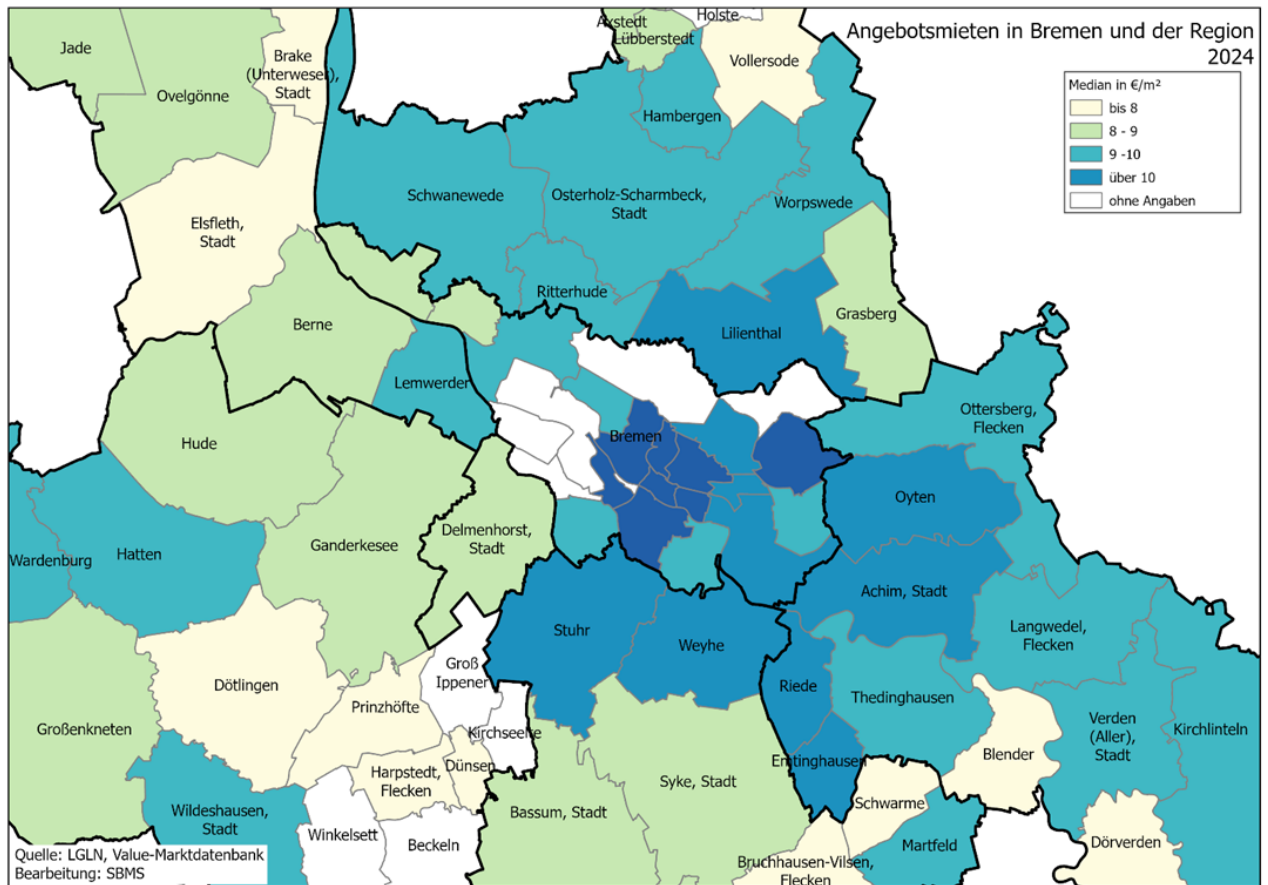 Angebotsmieten in Bremen und der Region
2024
Median in €/m²
bis 8
8 - 9
9 -10
über 10
ohne Angaben
Axstedt
Holste
Lübberstedt
Jade
Brake
(Unterweser),
Stadt
Vollersode
Ovelgönne
Hambergen
Schwanewede
Osterholz-Scharmbeck,
Stadt
Worpswede
Elsfleth,
Stadt
Ritterhude
Berne
Lilienthal
Grasberg
Lemwerder
Ottersberg,
Flecken
Hude
Bremen
Oyten
Delmenhorst,
Stadt
Ganderkesee
Hatten
Wardenburg
Achim, Stadt
Stuhr
Weyhe
Langwedel,
Flecken
Groß
Ippener
Dötlingen
Riede
Thedinghausen
Prinzhöfte
Großenkneten
Kirchseelte
Verden
(Aller),
Stadt
Kirchlinteln
Blender
Emtinghausen
Dünsen
Harpstedt,
Flecken
Syke, Stadt
Schwarme
Bassum, Stadt
Wildeshausen,
Stadt
Winkelsett
Beckeln
Martfeld
Dörverden
Bruchhausen-Vilsen,
Flecken
Quelle: LGLN, Value-Marktdatenbank
Bearbeitung: SBMS